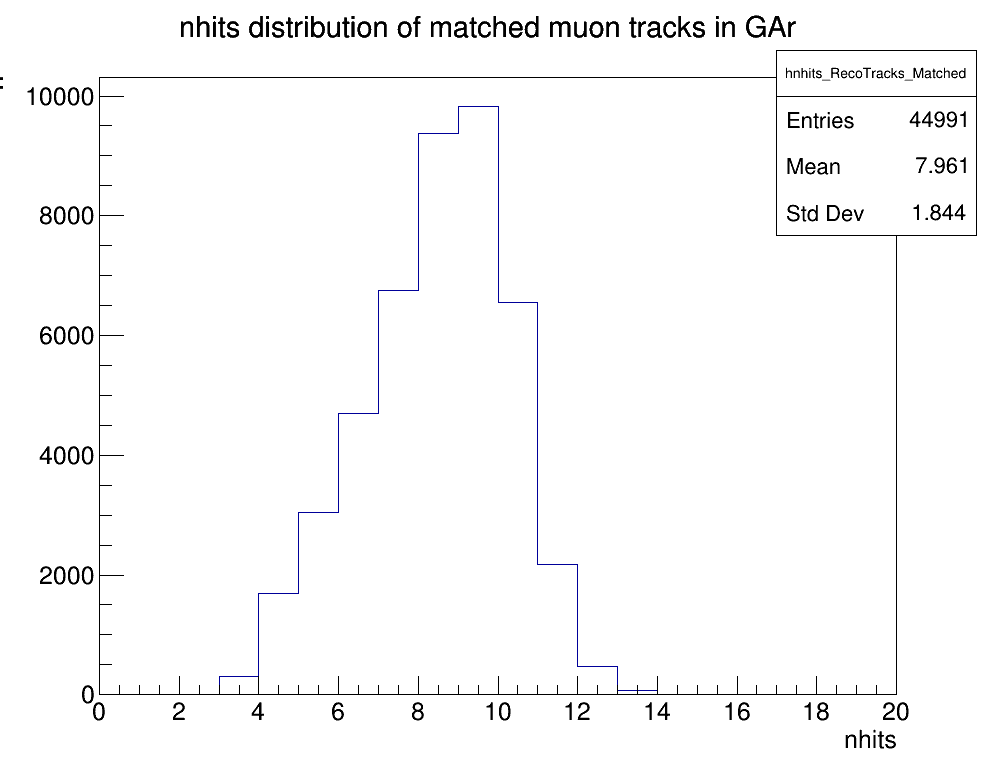 nhits distribution of matched muon tracks in GAr
hnhits_RecoTracks_Matched
Entries 44991
Mean 7.961
Std Dev 1.844
10000
8000
6000
4000
2000
0
0 2 4 6 8 10 12 14 16 18 20
nhits